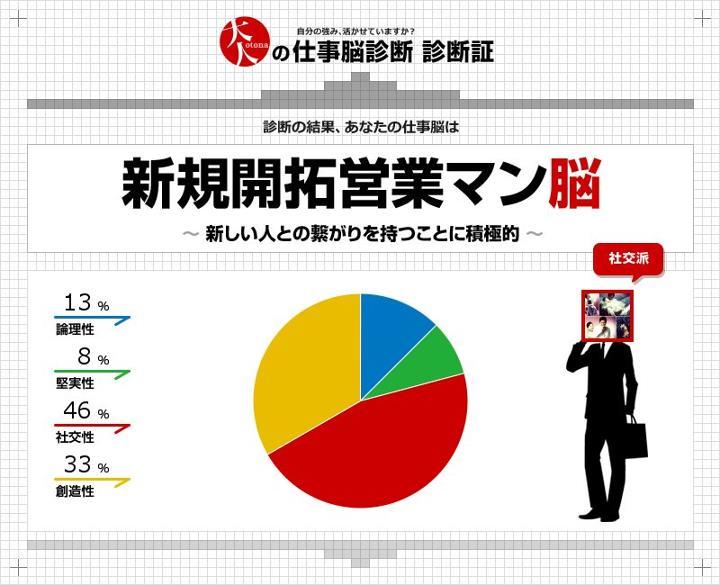 自分の強み、活かせていますか？
大人 otona の仕事脳診断 診断証
診断の結果、あなたの仕事脳は
新規開拓営業マン脳
～ 新しい人との繋がりを持つことに積極的 ～
社交派
13 %
論理性
8 %
堅実性
46 %
社交性
33 %
創造性